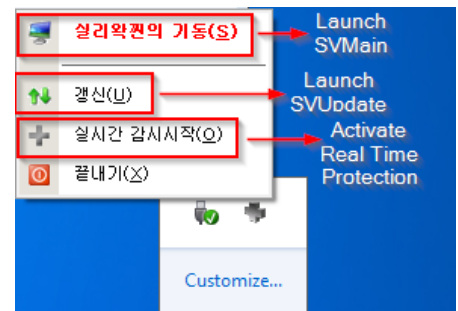 실리왁찐의 기동(S)
Launch
SVMain
갱신(U)
Launch
SVUpdate
실시간 감시시작(O)
Activate
Real Time
Protection
끝내기(X)
Customize...